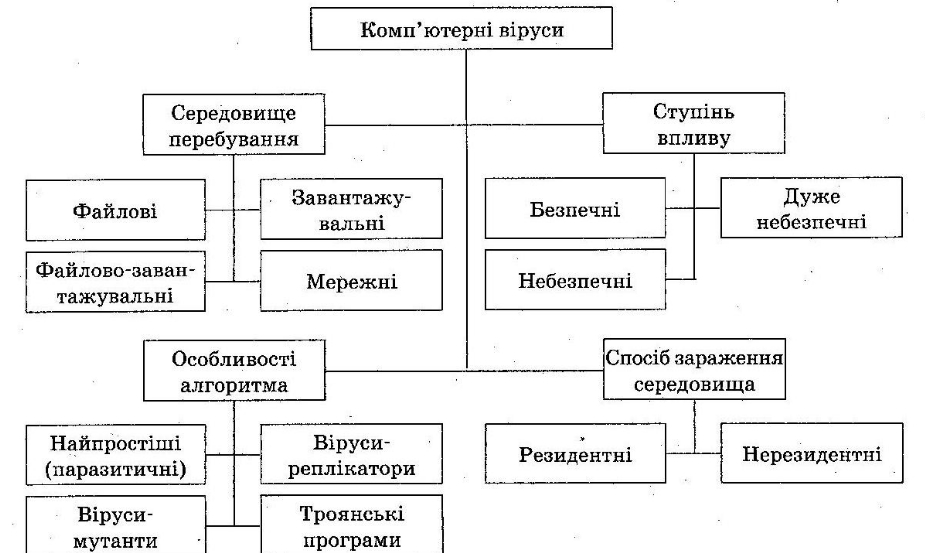 Комп’ютерні віруси
Середовище
перебування
Ступінь
впливу
Файлові
Завантажу-
вальні
Безпечні
Дуже
небезпечні
Файлово-заван-
тажувальні
Мережні
Небезпечні
Особливості
алгоритма
Спосіб зараження
середовища
Найпростіші
(паразитичні)
Віруси-
реплікатори
Резидентні
Нерезидентні
Віруси-
мутанти
Троянські
програми